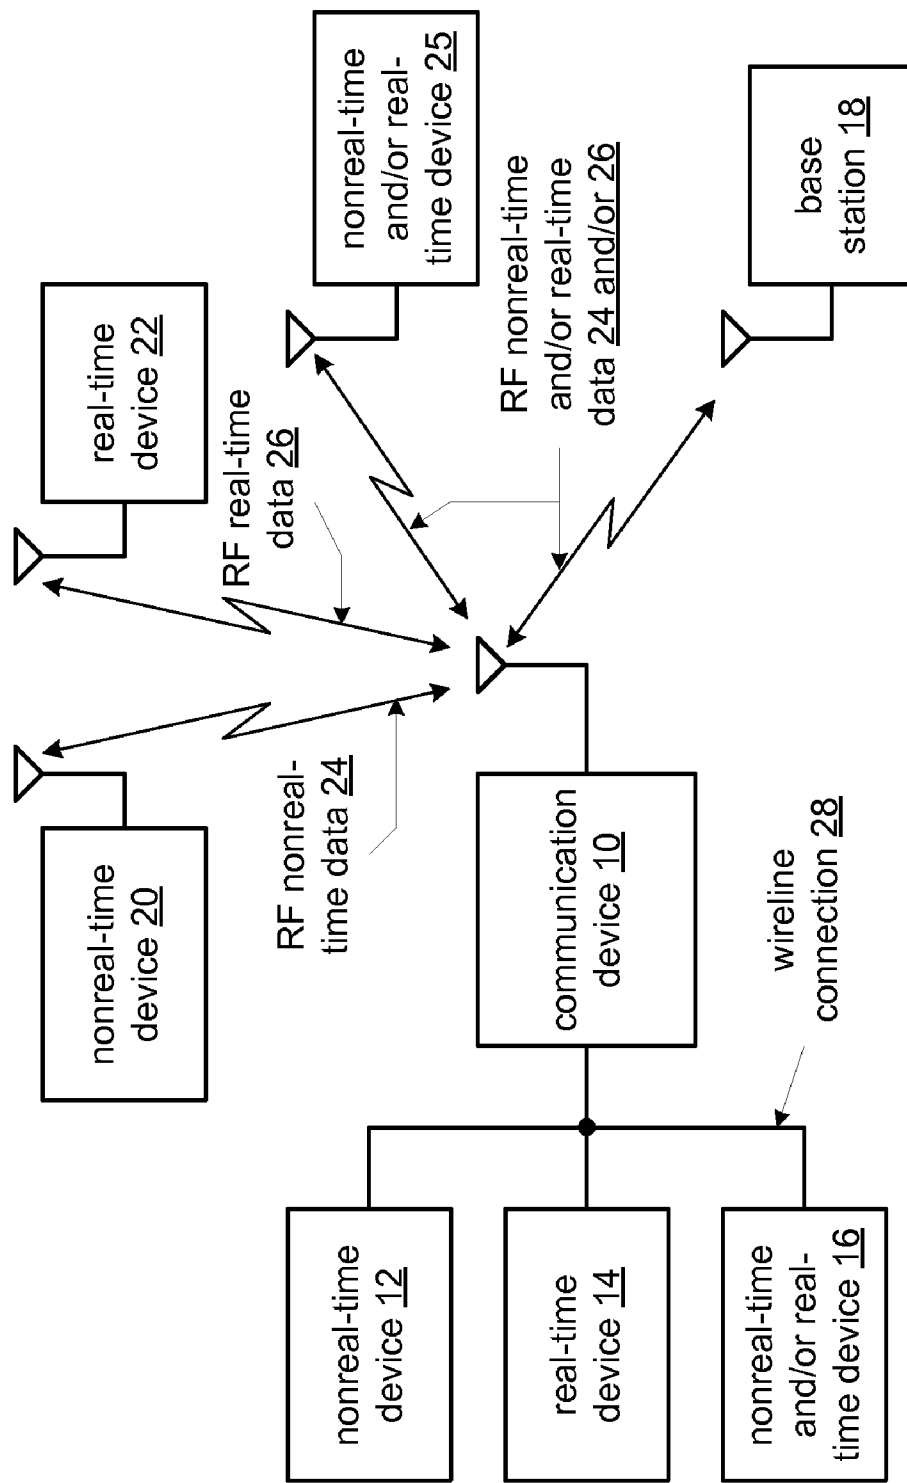 nonreal-time
device 20
real-time
device 22
RF nonreal-
time data 24
RF real-time
data 26
nonreal-time
and/or real-
time device 25
nonreal-time
device 12
communication
device 10
RF nonreal-time
and/or real-time
data 24 and/or 26
real-time
device 14
nonreal-time
and/or real-
time device 16
wireline
connection 28
base
station 18